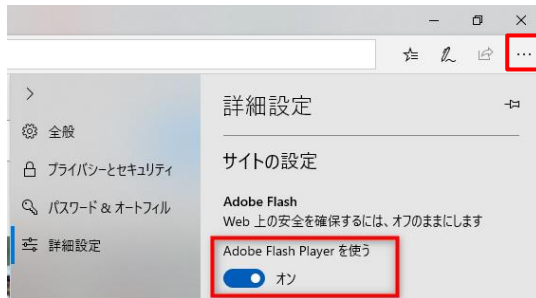 詳細設定
全般
サイトの設定
プライバシーとセキュリティ
Adobe Flash
パスワード & オートフィル
Web 上の安全を確保するには、オフのままにします
詳細設定
Adobe Flash Player を使う
オン